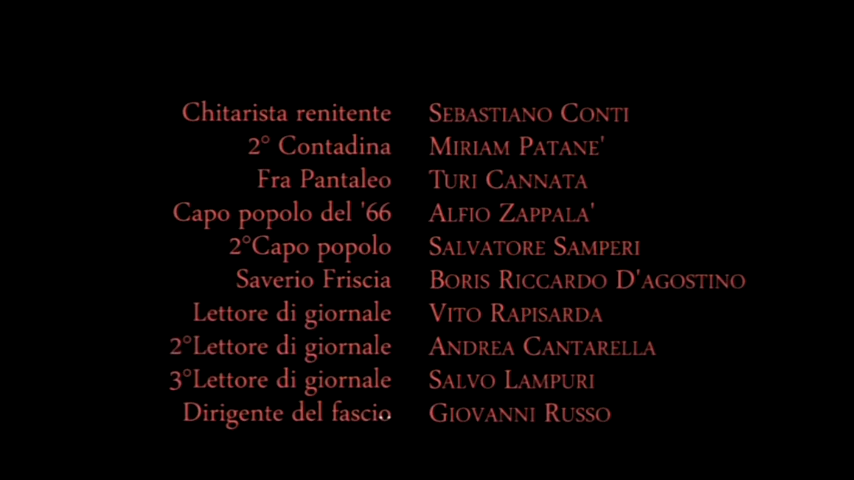 Chitarista renitente SEBASTIANO CONTI
2° Contadina MIRIAM PATANE'
Fra Pantaleo TURI CANNATA
Capo popolo del '66 ALFIO ZAPPALA'
2°Capo popolo SALVATORE SAMPERI
Saverio Friscia BORIS RICCARDO D'AGOSTINO
Lettore di giornale VITO RAPISARDA
2°Lettore di giornale ANDREA CANTARELLA
3°Lettore di giornale SALVO LAMPURI
Dirigente del fascio GIOVANNI RUSSO